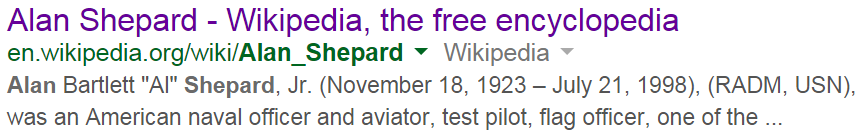 Alan Shepard - Wikipedia, the free encyclopedia
en.wikipedia.org/wiki/Alan_Shepard Wikipedia
Alan Bartlett "Al" Shepard, Jr. (November 18, 1923 – July 21, 1998), (RADM, USN),
was an American naval officer and aviator, test pilot, flag officer, one of the ...